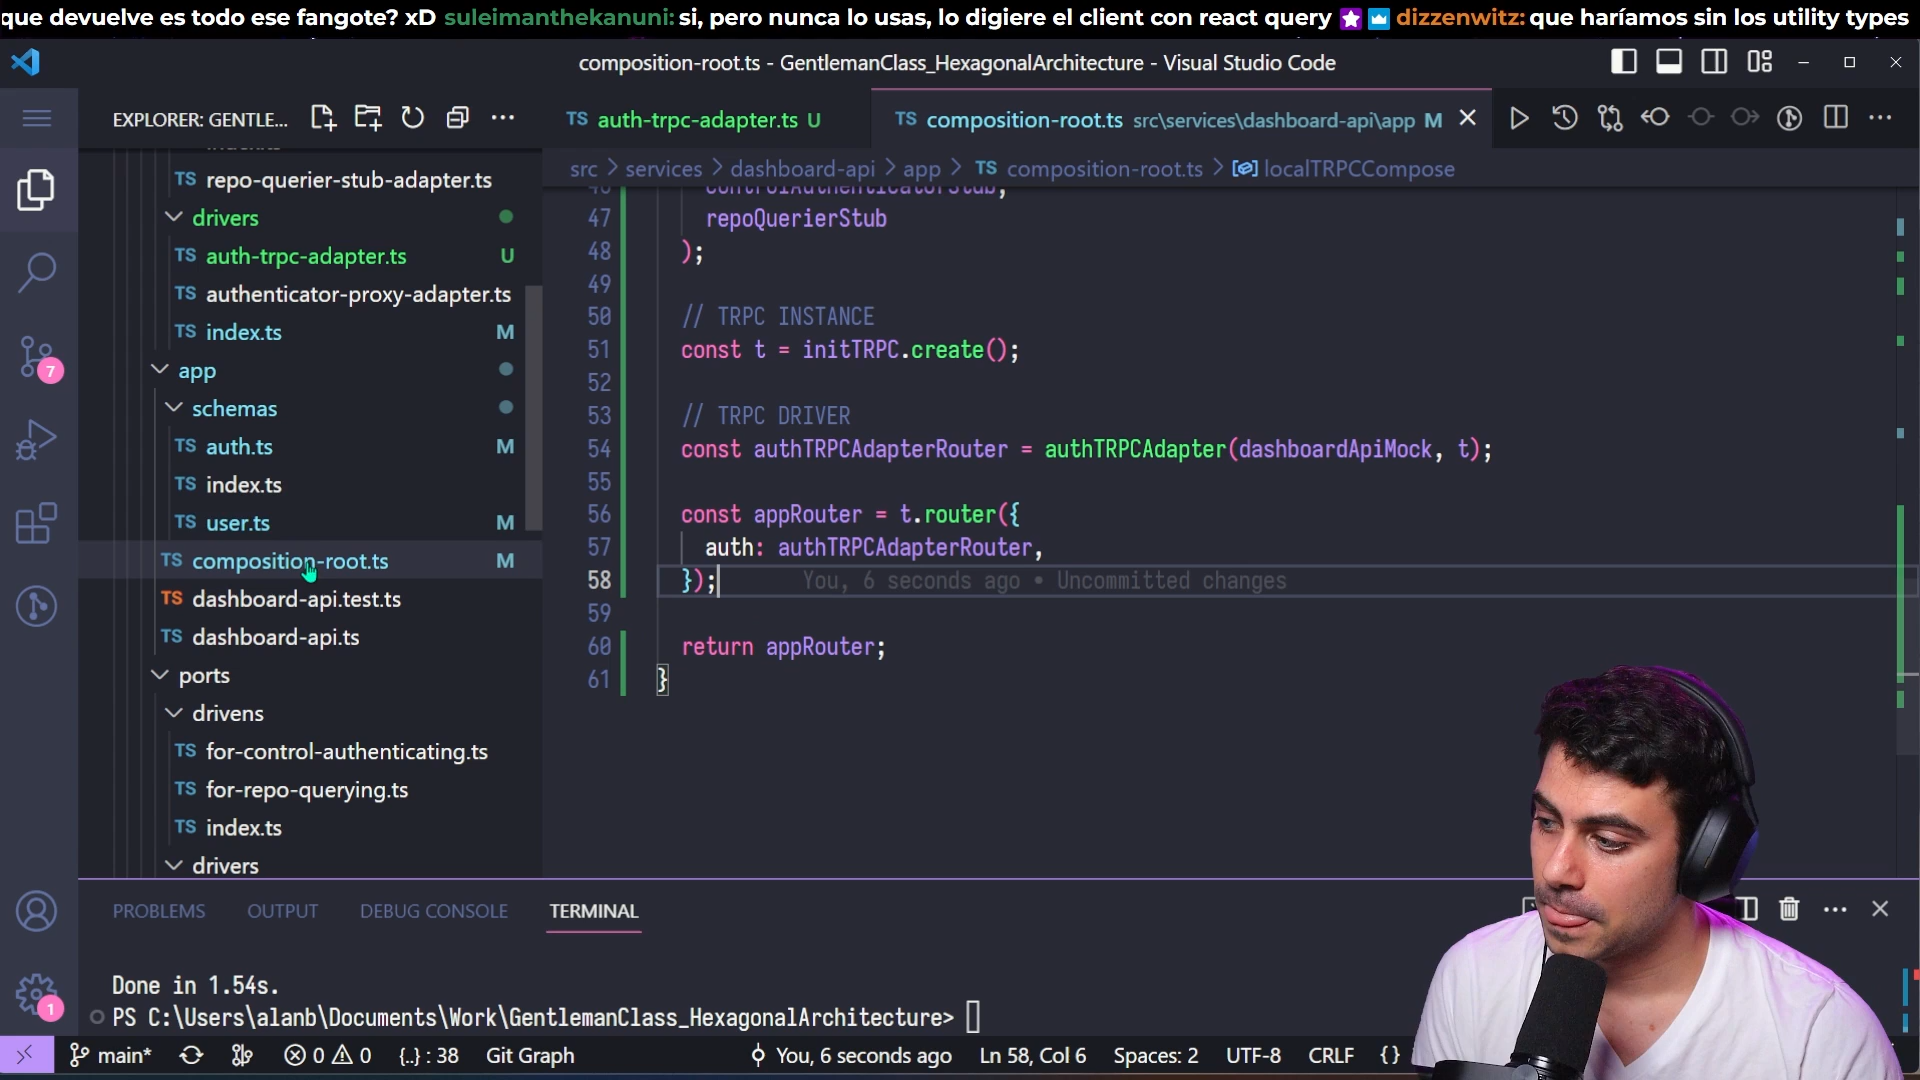 que devuelve es todo ese fangote? xD suleimanthekanuni: si, pero nunca lo usas, lo digiere el client con react query dizzenwitz: que haríamos sin los utility types
composition-root.ts - GentlemanClass_HexagonalArchitecture - Visual Studio Code
EXPLORER: GENTLE...
TS auth-trpc-adapter.ts U
TS composition-root.ts src\services\dashboard-api\app M
src > services > dashboard-api > app > TS composition-root.ts > localTRPCCompose
index.ts
TS repo-querier-stub-adapter.ts
drivers
TS auth-trpc-adapter.ts U
TS authenticator-proxy-adapter.ts
TS index.ts M
app
schemas
TS auth.ts M
TS index.ts
TS user.ts M
TS composition-root.ts M
TS dashboard-api.test.ts
TS dashboard-api.ts
ports
drivens
TS for-control-authenticating.ts
TS for-repo-querying.ts
TS index.ts
drivers
7
1
46 controlAuthenticatorStub,
47 repoQuerierStub
48 );
49
50 // TRPC INSTANCE
51 const t = initTRPC.create();
52
53 // TRPC DRIVER
54 const authTRPCAdapterRouter = authTRPCAdapter(dashboardApiMock, t);
55
56 const appRouter = t.router({
57 auth: authTRPCAdapterRouter,
58 }); You, 6 seconds ago • Uncommitted changes
59
60 return appRouter;
61 }
PROBLEMS OUTPUT DEBUG CONSOLE TERMINAL
Done in 1.54s.
PS C:\Users\alanb\Documents\Work\GentlemanClass_HexagonalArchitecture>
main* 0 0 {..} : 38 Git Graph You, 6 seconds ago Ln 58, Col 6 Spaces: 2 UTF-8 CRLF {}